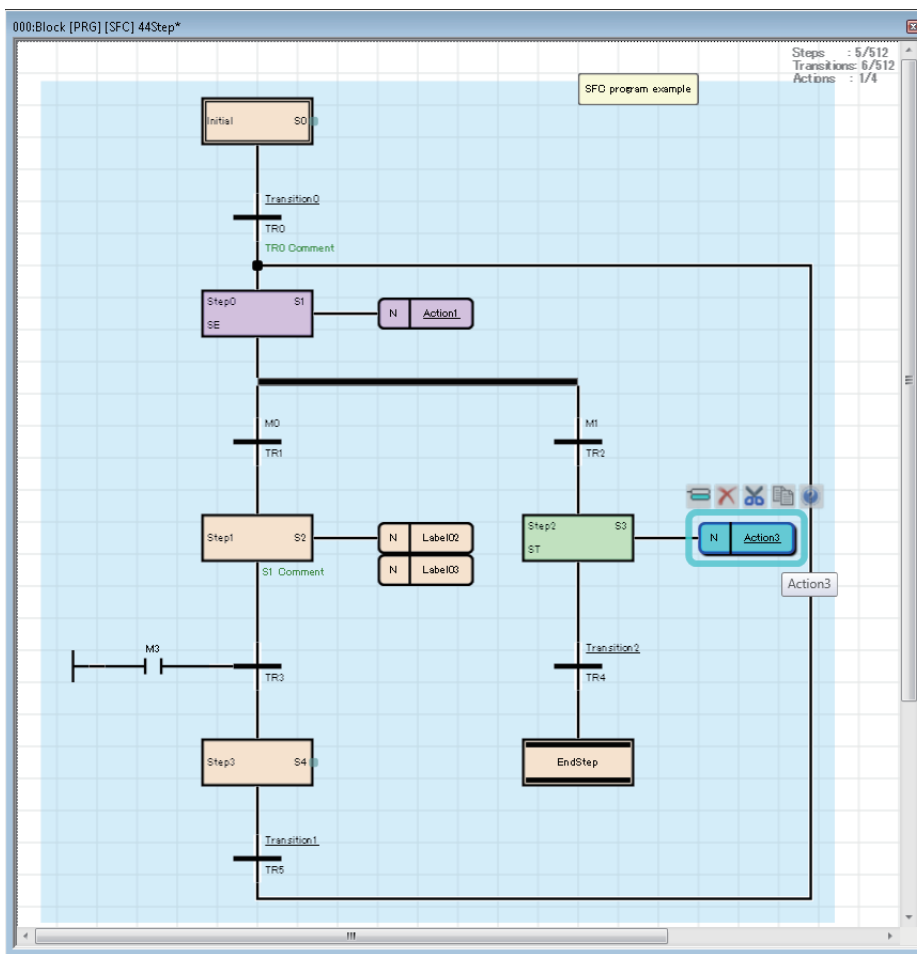 000:Block [PRG] [SFC] 44Step*
Steps : 5/512
Transitions: 6/512
Actions : 1/4
SFC program example
Initial S0
Transition0
TR0
TR0 Comment
Step0 S1
SE
N Action1
M0
TR1
M1
TR2
Step1 S2
N Label02
N Label03
S1 Comment
Step2 S3
ST
N Action3
Action3
M3
TR3
Transition2
TR4
Step3 S4
EndStep
Transition1
TR5